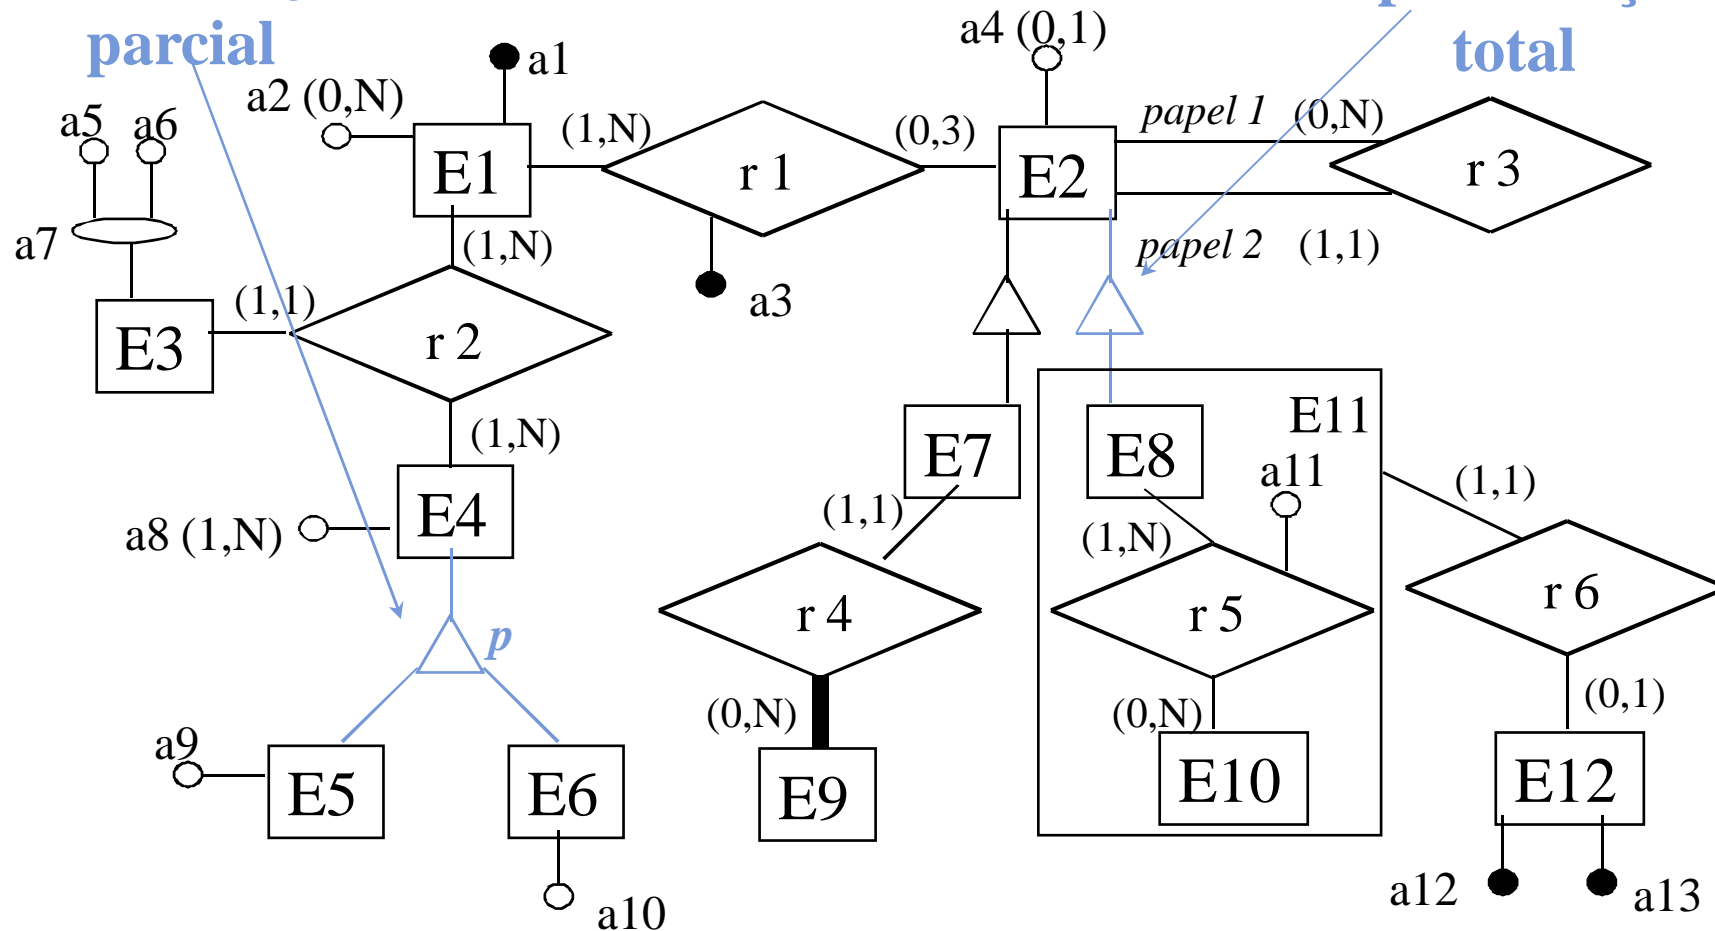 parcial
total
a4 (0,1)
a1
a2 (0,N)
a5
a6
papel 1
(0,N)
(1,N)
(0,3)
E1
r 1
E2
r 3
a7
(1,N)
papel 2
(1,1)
(1,1)
a3
E3
r 2
(1,N)
E11
E4
E7
E8
a11
(1,1)
a8 (1,N)
(1,1)
(1,N)
r 4
r 5
r 6
p
(0,N)
(0,N)
(0,1)
a9
E5
E6
E9
E10
E12
a10
a12
a13